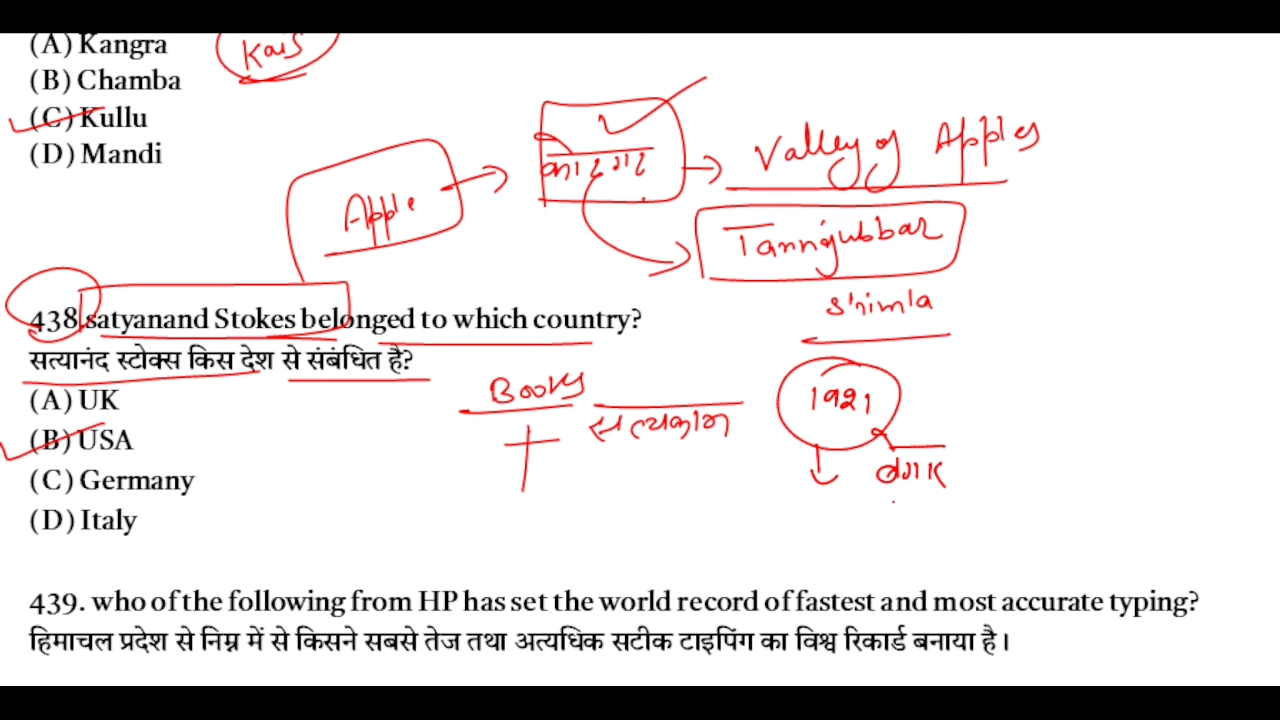 (A) Kangra
Kais
(B) Chamba
(C) Kullu
(D) Mandi
Apple
Valley of Apples
Tanngubbar
Shimla
438.satyanand Stokes belonged to which country?
सत्यानंद स्टोक्स किस देश से संबंधित है?
(A) UK
Books
सत्यकाम
1921
(B) USA
(C) Germany
(D) Italy
439. who of the following from HP has set the world record of fastest and most accurate typing?
हिमाचल प्रदेश से निम्न में से किसने सबसे तेज तथा अत्यधिक सटीक टाइपिंग का विश्व रिकार्ड बनाया है।